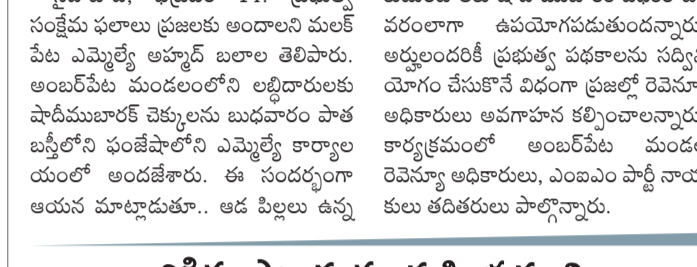 సంక్షేమ ఫలాలు ప్రజలకు అందాలని మలక్
పేట ఎమ్మెల్యే అహ్మద్ బలాల తెలిపారు.
అంబర్‌పేట మండలంలోని లబ్ధిదారులకు
షాదీముబారక్ చెక్కులను బుధవారం పాత
బస్తీలోని ఫంజేషాలోని ఎమ్మెల్యే కార్యాల
యంలో అందజేశారు. ఈ సందర్భంగా
ఆయన మాట్లాడుతూ.. ఆడ పిల్లలు ఉన్న
వరంలాగా ఉపయోగపడుతుందన్నారు
అర్హులందరికీ ప్రభుత్వ పథకాలను
యోగం చేసుకొనే విధంగా ప్రజల్లో రెవెన్యూ
అధికారులు అవగాహన కల్పించాలన్నారు
కార్యక్రమంలో అంబర్‌పేట
రెవెన్యూ అధికారులు, ఎంఐఎం పార్టీ నాయ
కులు తదితరులు పాల్గొన్నారు.